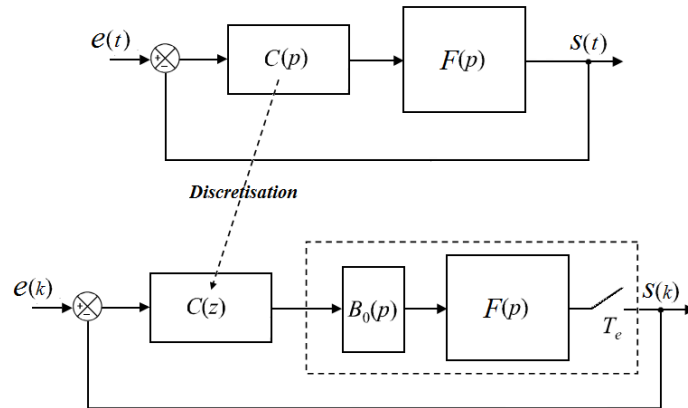 e(t)
+
−
C(p)
F(p)
S(t)
Discretisation
e(k)
+
−
C(z)
B₀(p)
F(p)
Tₑ
S(k)